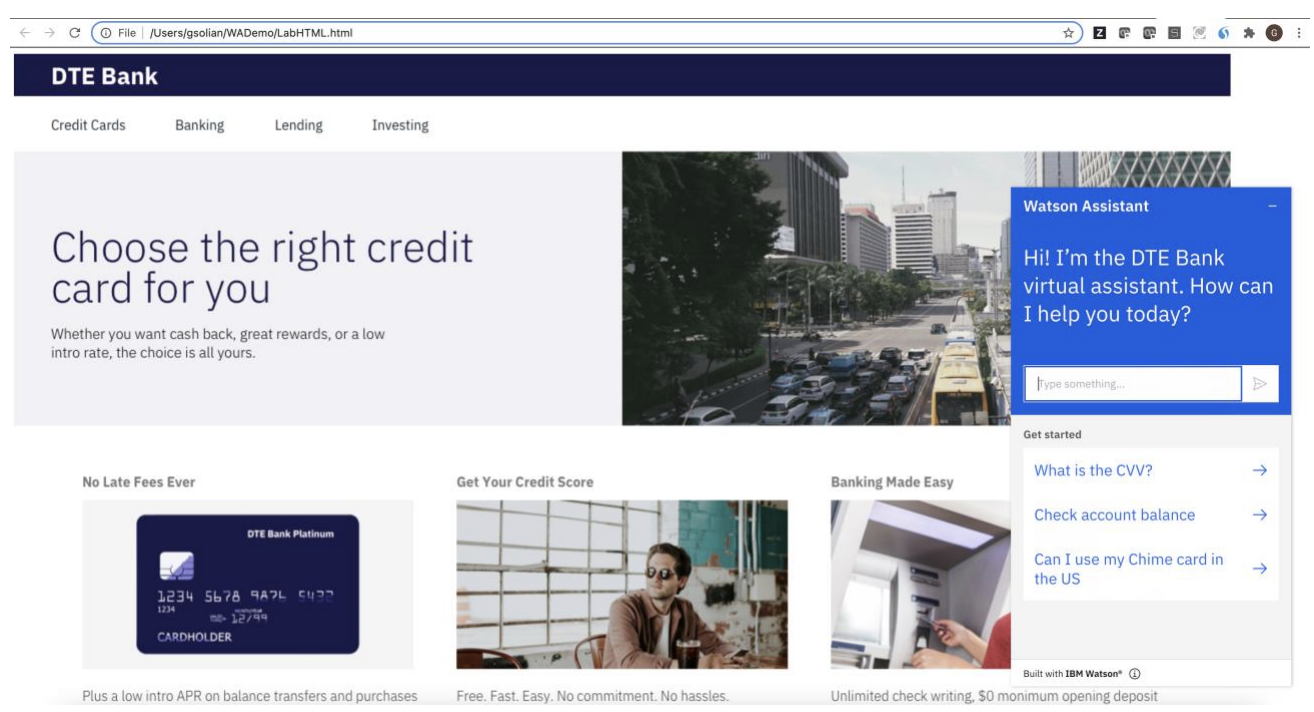 File | /Users/gsolian/WADemo/LabHTML.html
Z
S
G
DTE Bank
Credit Cards Banking Lending Investing
Choose the right credit
card for you
Whether you want cash back, great rewards, or a low
intro rate, the choice is all yours.
Watson Assistant
Hi! I'm the DTE Bank
virtual assistant. How can
I help you today?
Type something...
Get started
What is the CVV?
Check account balance
Can I use my Chime card in
the US
Built with IBM Watson®
No Late Fees Ever
DTE Bank Platinum
1234 5678
1234
12/99
CARDHOLDER
Plus a low intro APR on balance transfers and purchases
Get Your Credit Score
Free. Fast. Easy. No commitment. No hassles.
Banking Made Easy
Unlimited check writing, $0 monimum opening deposit